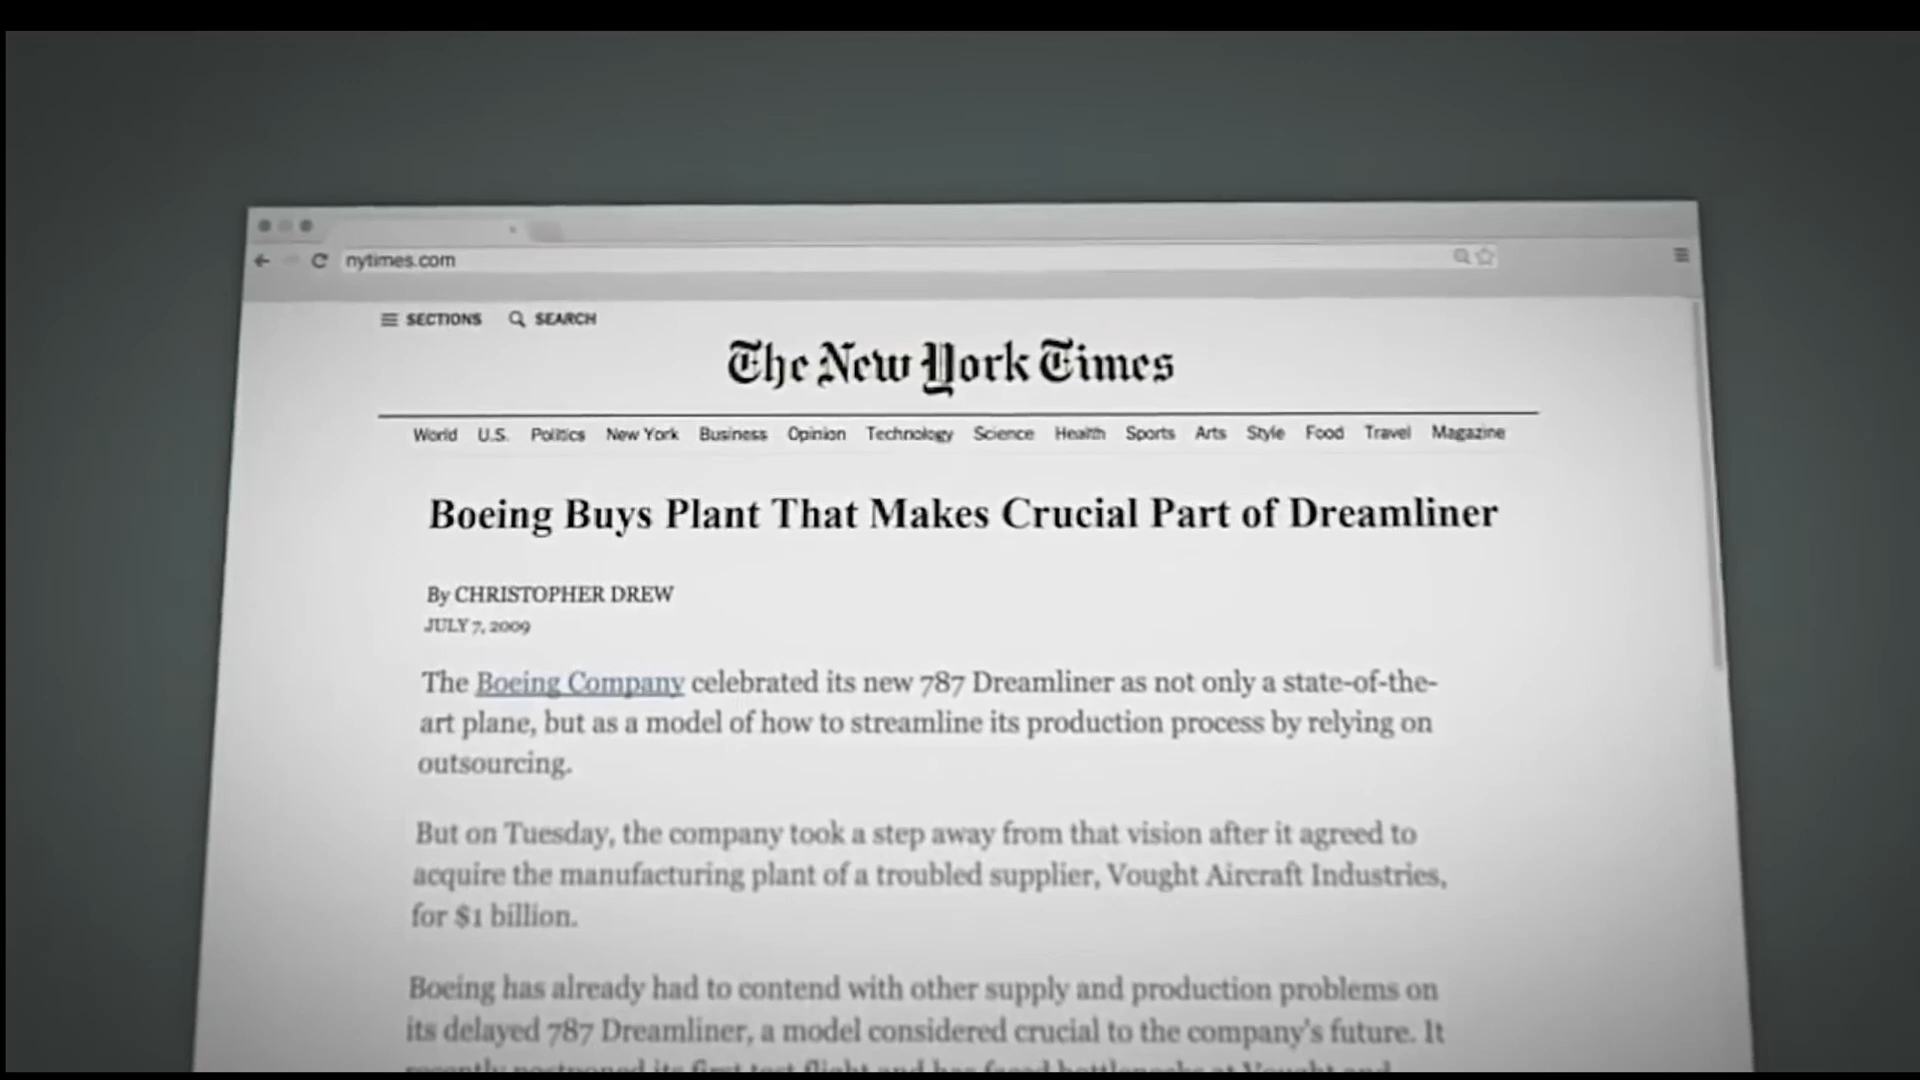 nytimes.com
SECTIONS SEARCH
The New York Times
World U.S. Politics New York Business Opinion Technology Science Health Sports Arts Style Food Travel Magazine
Boeing Buys Plant That Makes Crucial Part of Dreamliner
By CHRISTOPHER DREW
JULY 7, 2009
The Boeing Company celebrated its new 787 Dreamliner as not only a state-of-the-
art plane, but as a model of how to streamline its production process by relying on
outsourcing.
But on Tuesday, the company took a step away from that vision after it agreed to
acquire the manufacturing plant of a troubled supplier, Vought Aircraft Industries,
for $1 billion.
Boeing has already had to contend with other supply and production problems on
its delayed 787 Dreamliner, a model considered crucial to the company's future. It